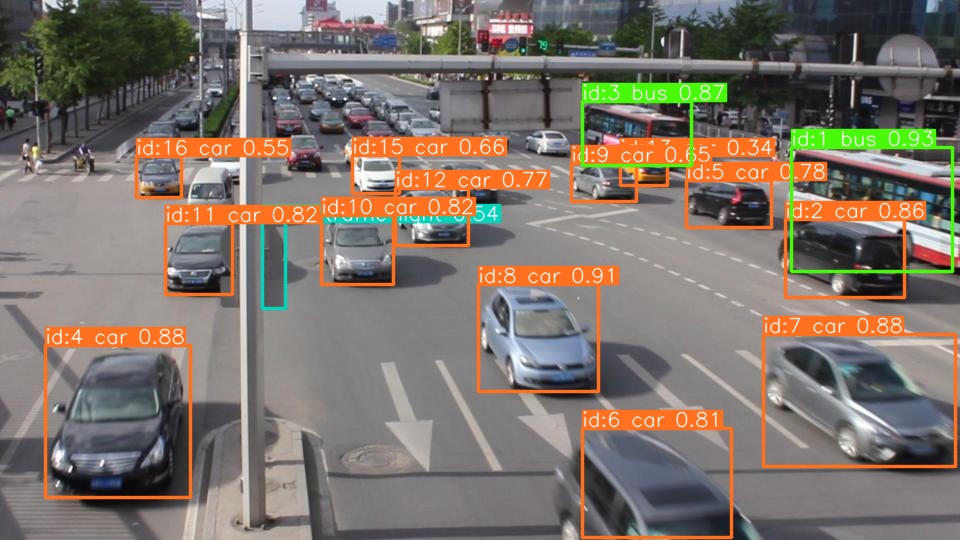 79
id:3 bus 0.87
id:1 bus 0.93
id:16 car 0.55
id:15 car 0.66
id:9 car 0.65
0.34
id:12 car 0.77
id:5 car 0.78
id:11 car 0.82
id:10 car 0.82
traffic light 0.54
id:2 car 0.86
id:8 car 0.91
id:4 car 0.88
id:7 car 0.88
id:6 car 0.81